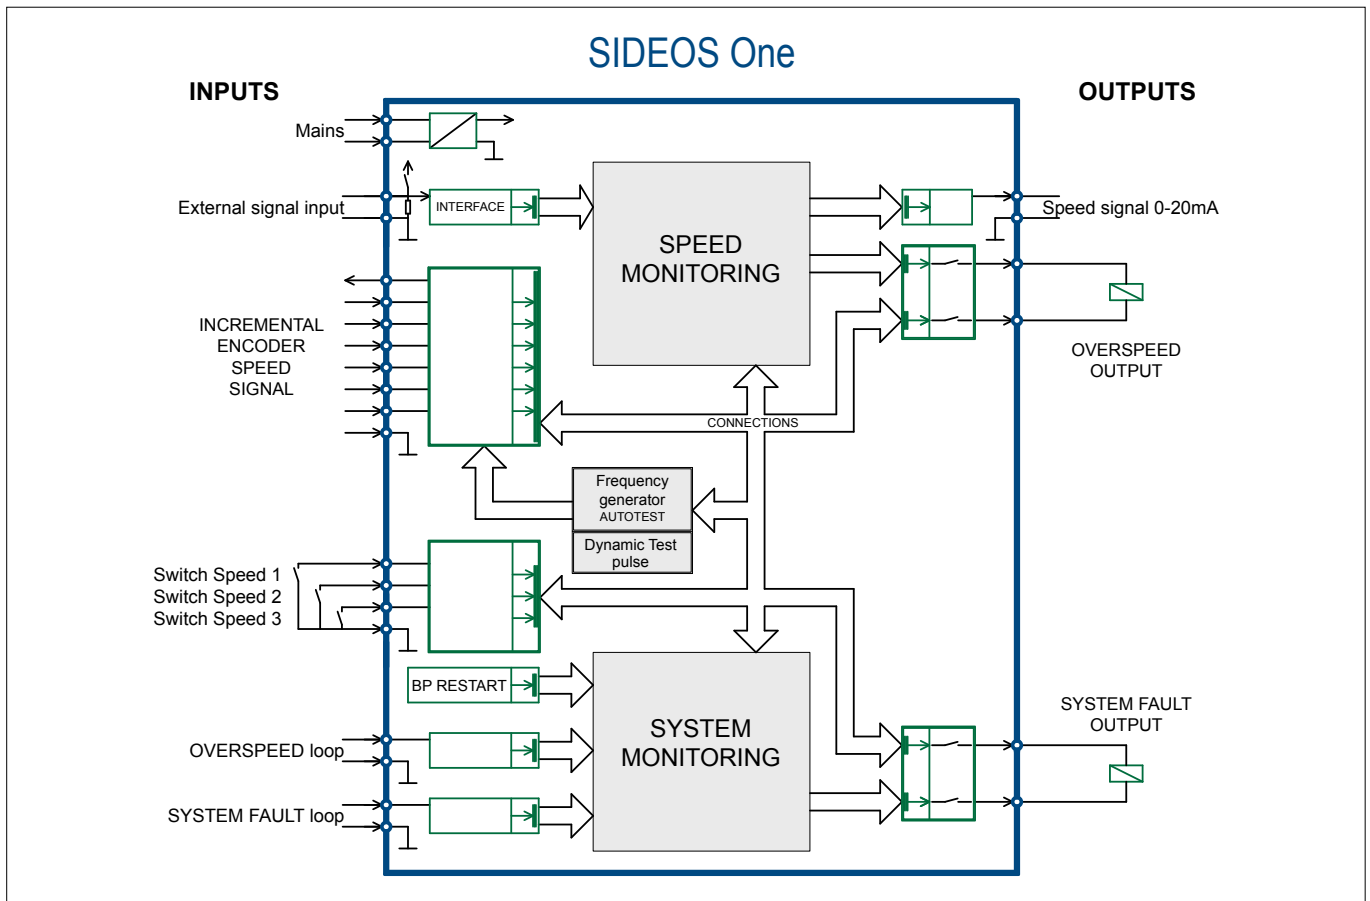 SIDEOS One
INPUTS
OUTPUTS
Mains
External signal input
INTERFACE
SPEED
MONITORING
Speed signal 0-20mA
INCREMENTAL
ENCODER
SPEED
SIGNAL
OVERSPEED
OUTPUT
CONNECTIONS
Frequency
generator
AUTOTEST
Dynamic Test
pulse
Switch Speed 1
Switch Speed 2
Switch Speed 3
BP RESTART
SYSTEM
MONITORING
SYSTEM FAULT
OUTPUT
OVERSPEED loop
SYSTEM FAULT loop